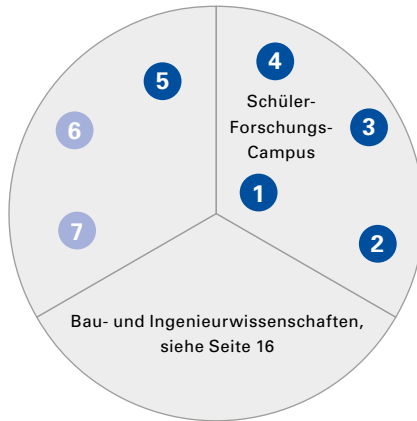 4
5
Schüler-
Forschungs-
Campus
3
6
1
7
2
Bau- und Ingenieurwissenschaften,
siehe Seite 16